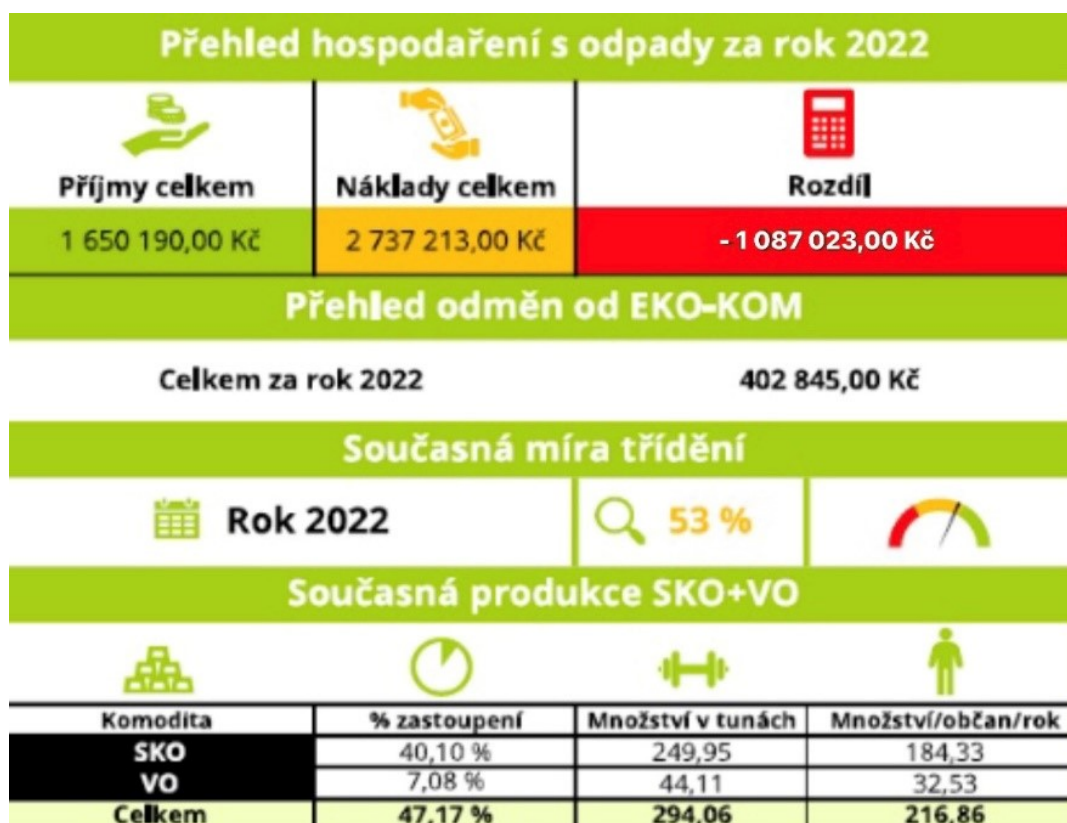 Přehled hospodaření s odpady za rok 2022
Příjmy celkem Náklady celkem Rozdíl
1 650 190,00 Kč 2 737 213,00 Kč - 1 087 023,00 Kč
Přehled odměn od EKO-KOM
Celkem za rok 2022 402 845,00 Kč
Současná míra třídění
Rok 2022 53 %
Současná produkce SKO+VO
Komodita % zastoupení Množství v tunách Množství/občan/rok
SKO 40,10 % 249,95 184,33
VO 7,08 % 44,11 32,53
Celkem 47,17 % 294,06 216,86